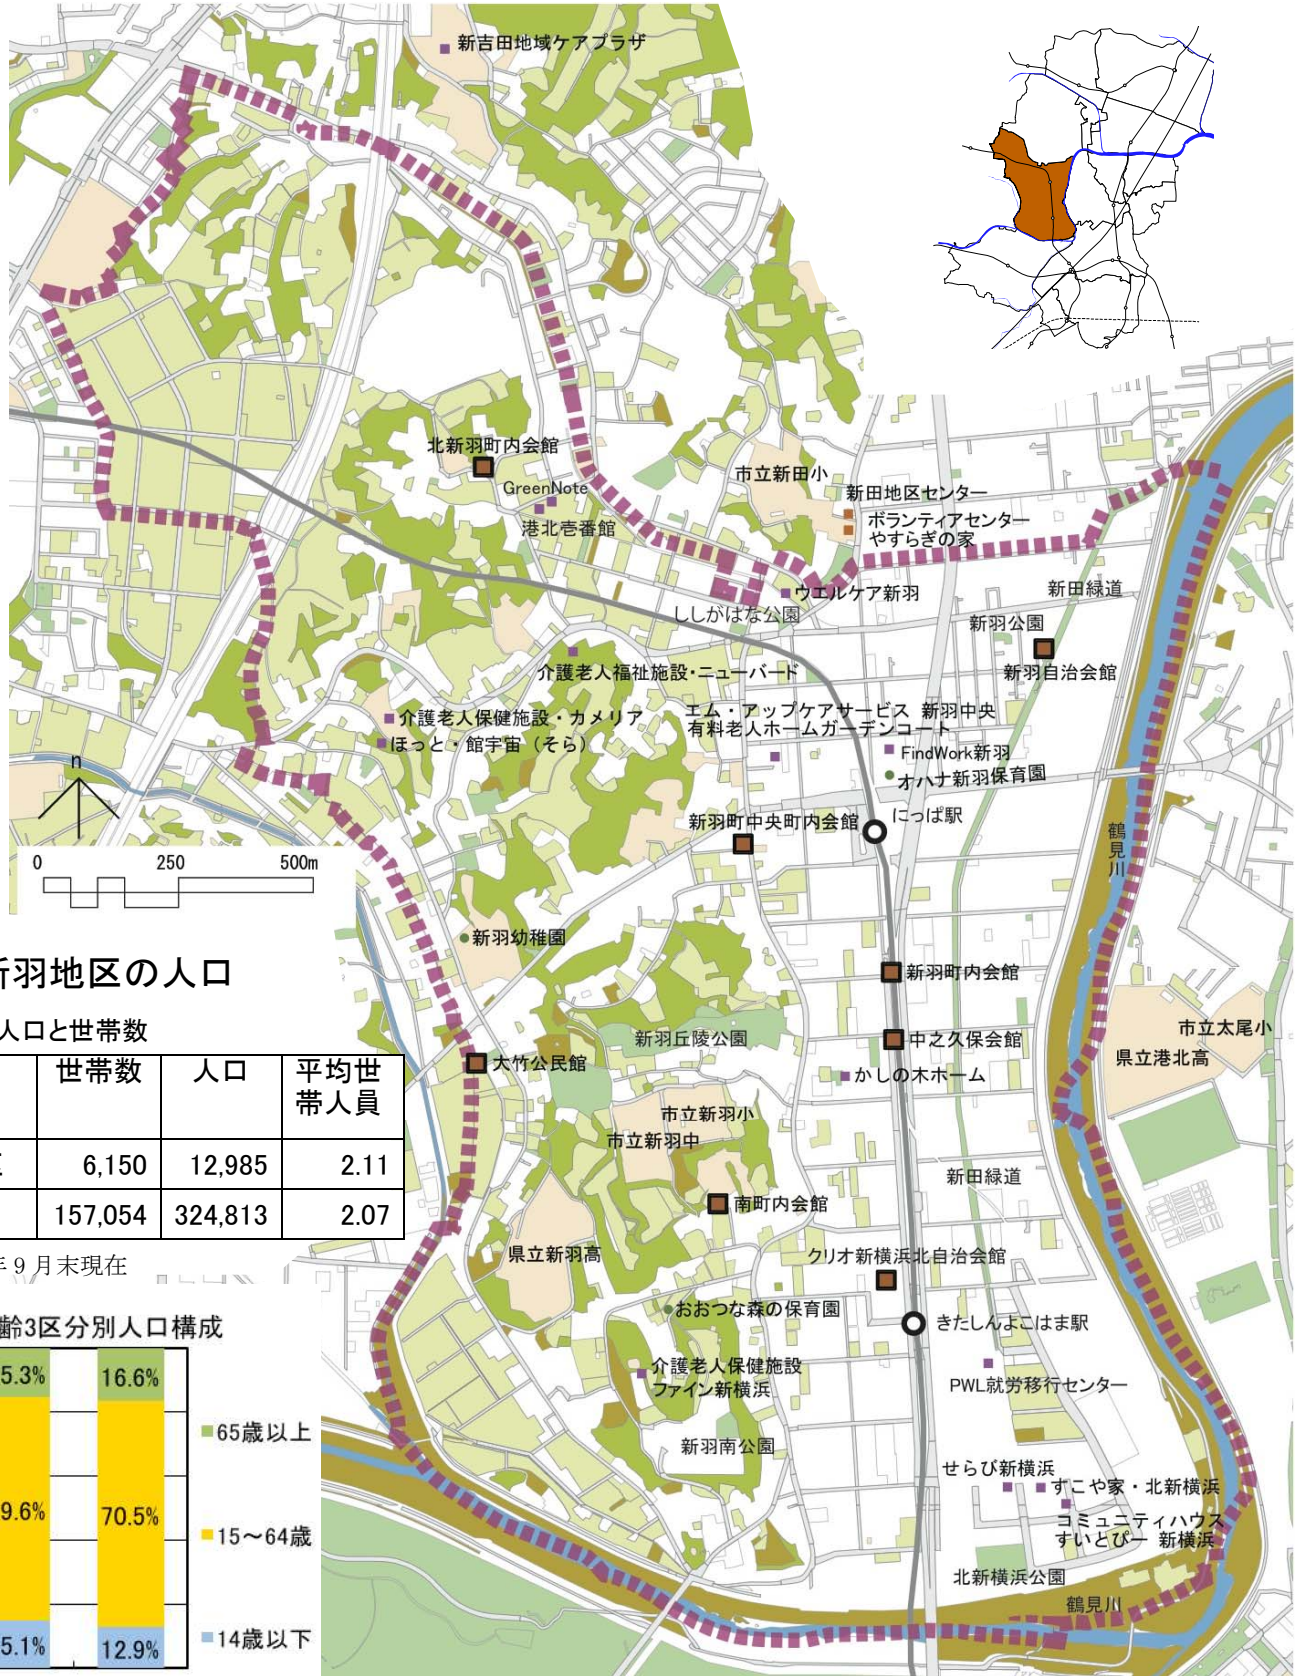 新吉田地域ケアプラザ
北新羽町内会館
GreenNote
港北壱番館
市立新田小
新田地区センター
ボランティアセンター
やすらぎの家
ウエルケア新羽
ししがはな公園
新田緑道
新羽公園
新羽自治会館
介護老人福祉施設・ニューバード
介護老人保健施設・カメリア
ほっと・館宇宙（そら）
エム・アップケアサービス 新羽中央
有料老人ホームガーデンコート
FindWork新羽
オハナ新羽保育園
にっぱ駅
新羽町中央町内会館
鶴見川
n
0 250 500m
新羽幼稚園
新羽町内会館
新羽丘陵公園
中之久保会館
大竹公民館
かしの木ホーム
市立太尾小
県立港北高
市立新羽小
市立新羽中
新田緑道
南町内会館
県立新羽高
クリオ新横浜北自治会館
おおつな森の保育園
きたしんよこはま駅
介護老人保健施設
ファイン新横浜
PWL就労移行センター
新羽南公園
せらび新横浜
すこや家・北新横浜
コミュニティハウス
すいとぴー 新横浜
北新横浜公園
鶴見川
新羽地区の人口
人口と世帯数
世帯数 人口 平均世
帯人員
6,150 12,985 2.11
157,054 324,813 2.07
年９月末現在
齢3区分別人口構成
5.3% 16.6%
65歳以上
9.6% 70.5%
15～64歳
5.1% 12.9%
14歳以下